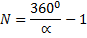 N = 360⁰/∝ − 1